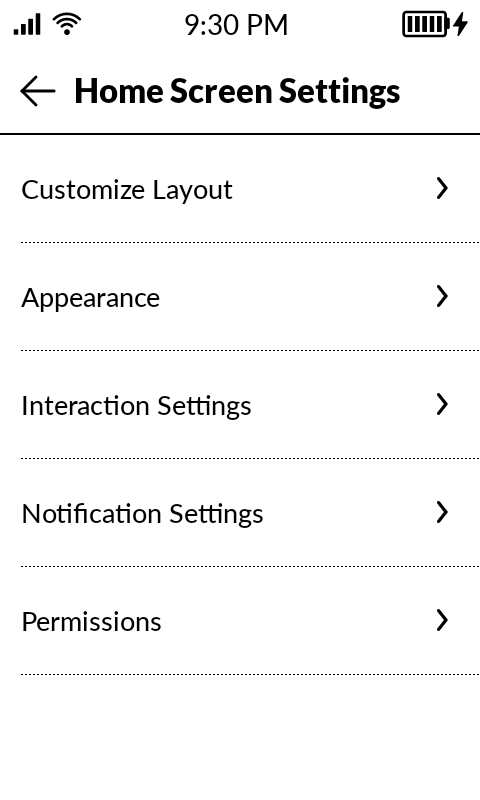 9:30 PM
Home Screen Settings
Customize Layout
Appearance
Interaction Settings
Notification Settings
Permissions